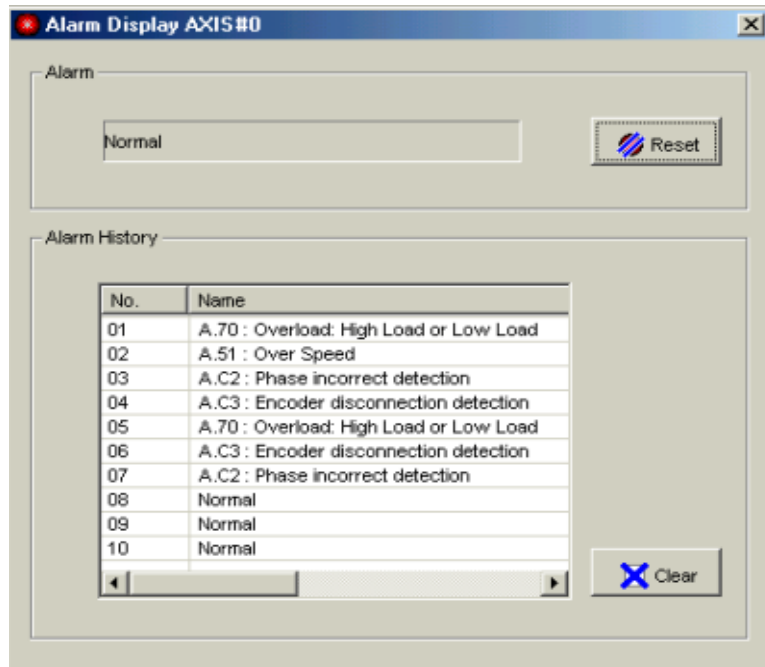 Alarm Display AXIS#0
Alarm
Normal
Reset
Alarm History
No. Name
01 A.70 : Overload: High Load or Low Load
02 A.51 : Over Speed
03 A.C2 : Phase incorrect detection
04 A.C3 : Encoder disconnection detection
05 A.70 : Overload: High Load or Low Load
06 A.C3 : Encoder disconnection detection
07 A.C2 : Phase incorrect detection
08 Normal
09 Normal
10 Normal
Clear